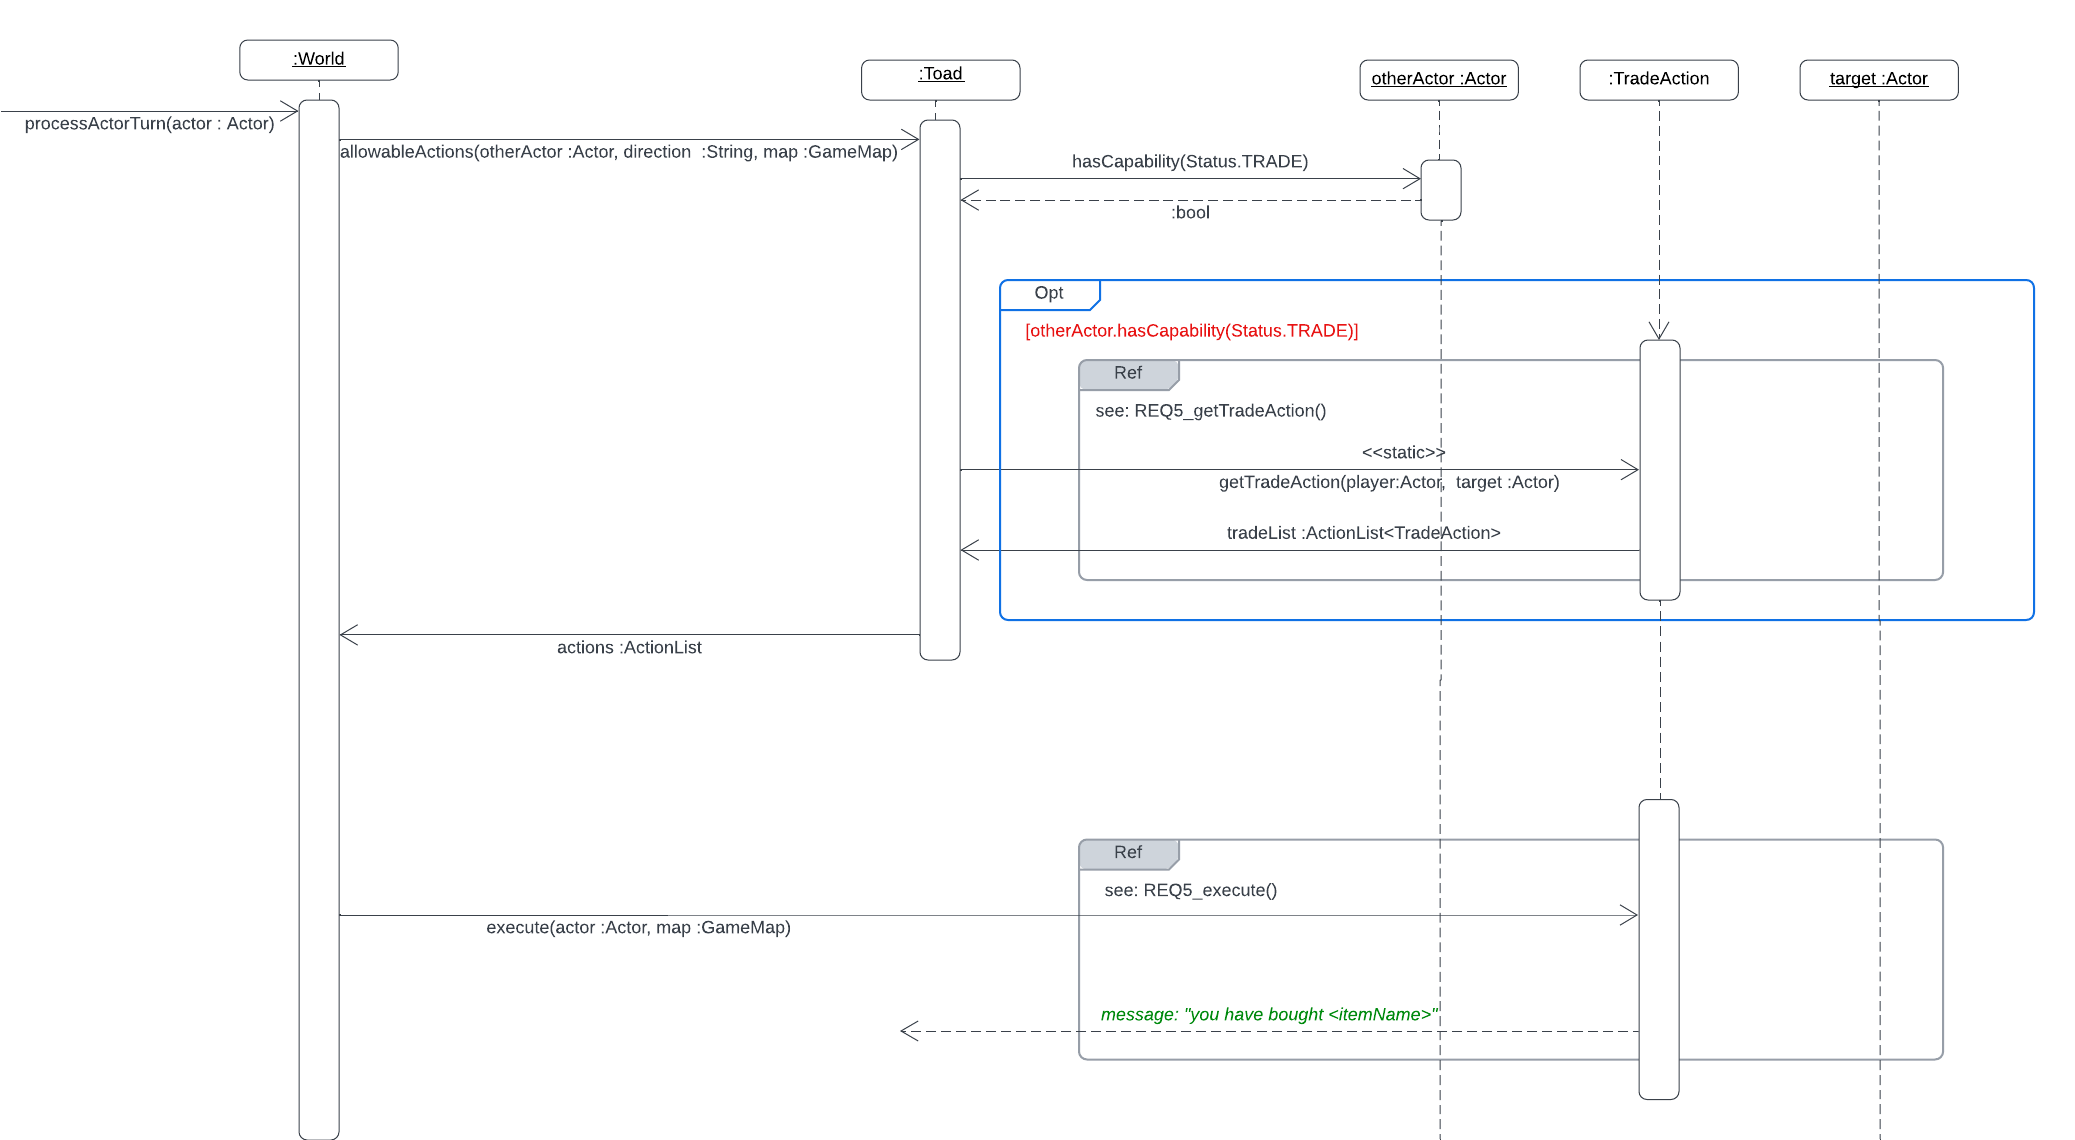 :World
:Toad
otherActor :Actor
:TradeAction
target :Actor
processActorTurn(actor : Actor)
allowableActions(otherActor :Actor, direction  :String, map :GameMap)
hasCapability(Status.TRADE)
:bool
Opt
[otherActor.hasCapability(Status.TRADE)]
Ref
see: REQ5_getTradeAction()
<<static>>
getTradeAction(player:Actor,  target :Actor)
tradeList :ActionList<TradeAction>
actions :ActionList
Ref
see: REQ5_execute()
execute(actor :Actor, map :GameMap)
message: "you have bought <itemName>"